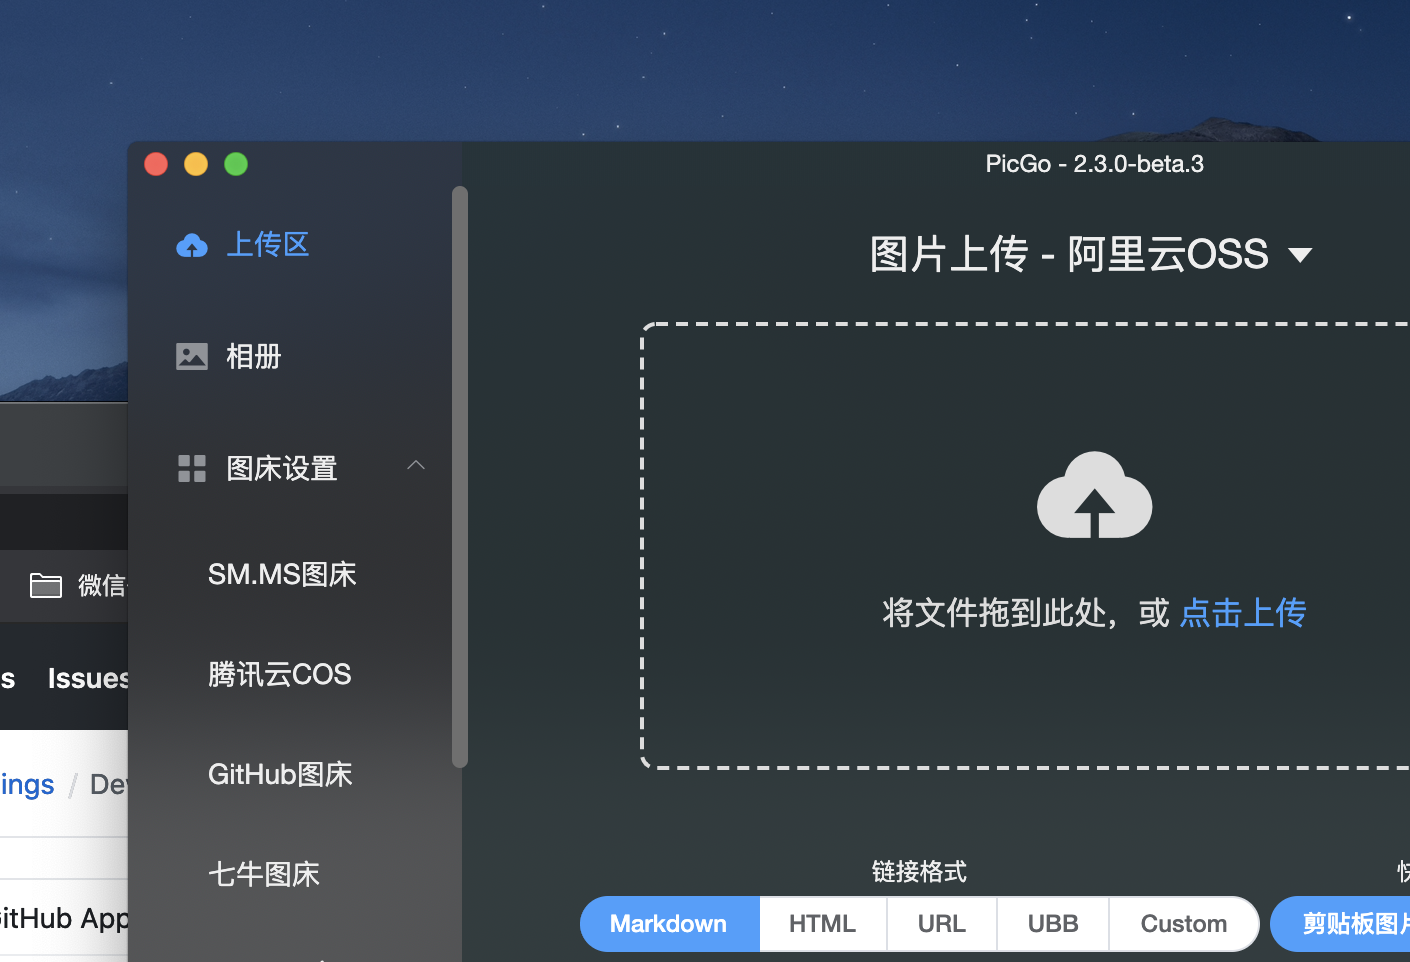 PicGo - 2.3.0-beta.3
上传区
图片上传 - 阿里云OSS
相册
图床设置
SM.MS图床
腾讯云COS
GitHub图床
七牛图床
将文件拖到此处，或 点击上传
链接格式
Markdown
HTML
URL
UBB
Custom
剪贴板图片
微信
s Issues
ings / Dev
itHub App